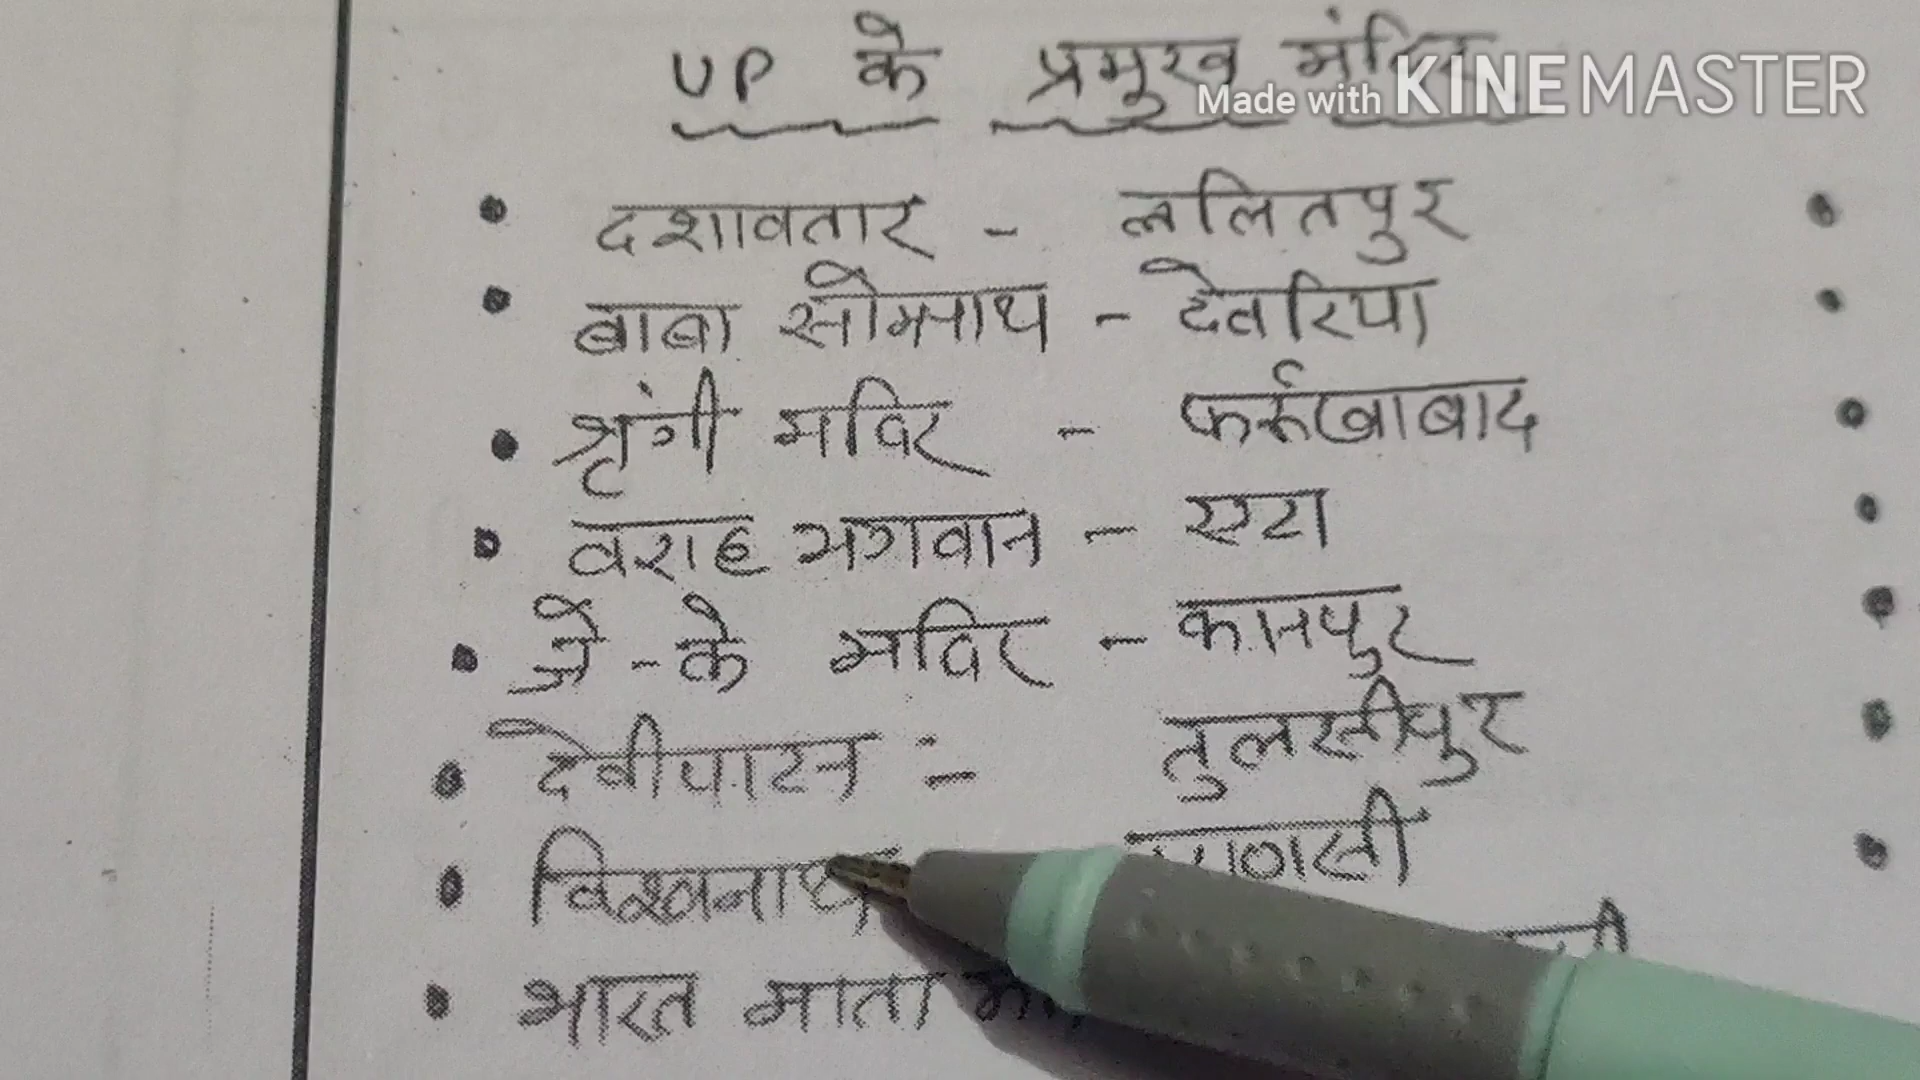 UP के प्रमुख
Made with KINEMASTER
दशावतार - ललितपुर
बाबा सोमनाथ - देवरिया
श्रृंगी मंदिर - फर्रूखाबाद
वराह भगवान - एटा
जे-के मंदिर - कानपुर
देवीपाटन :- तुलसीपुर
विश्वनाथ
भारत माता